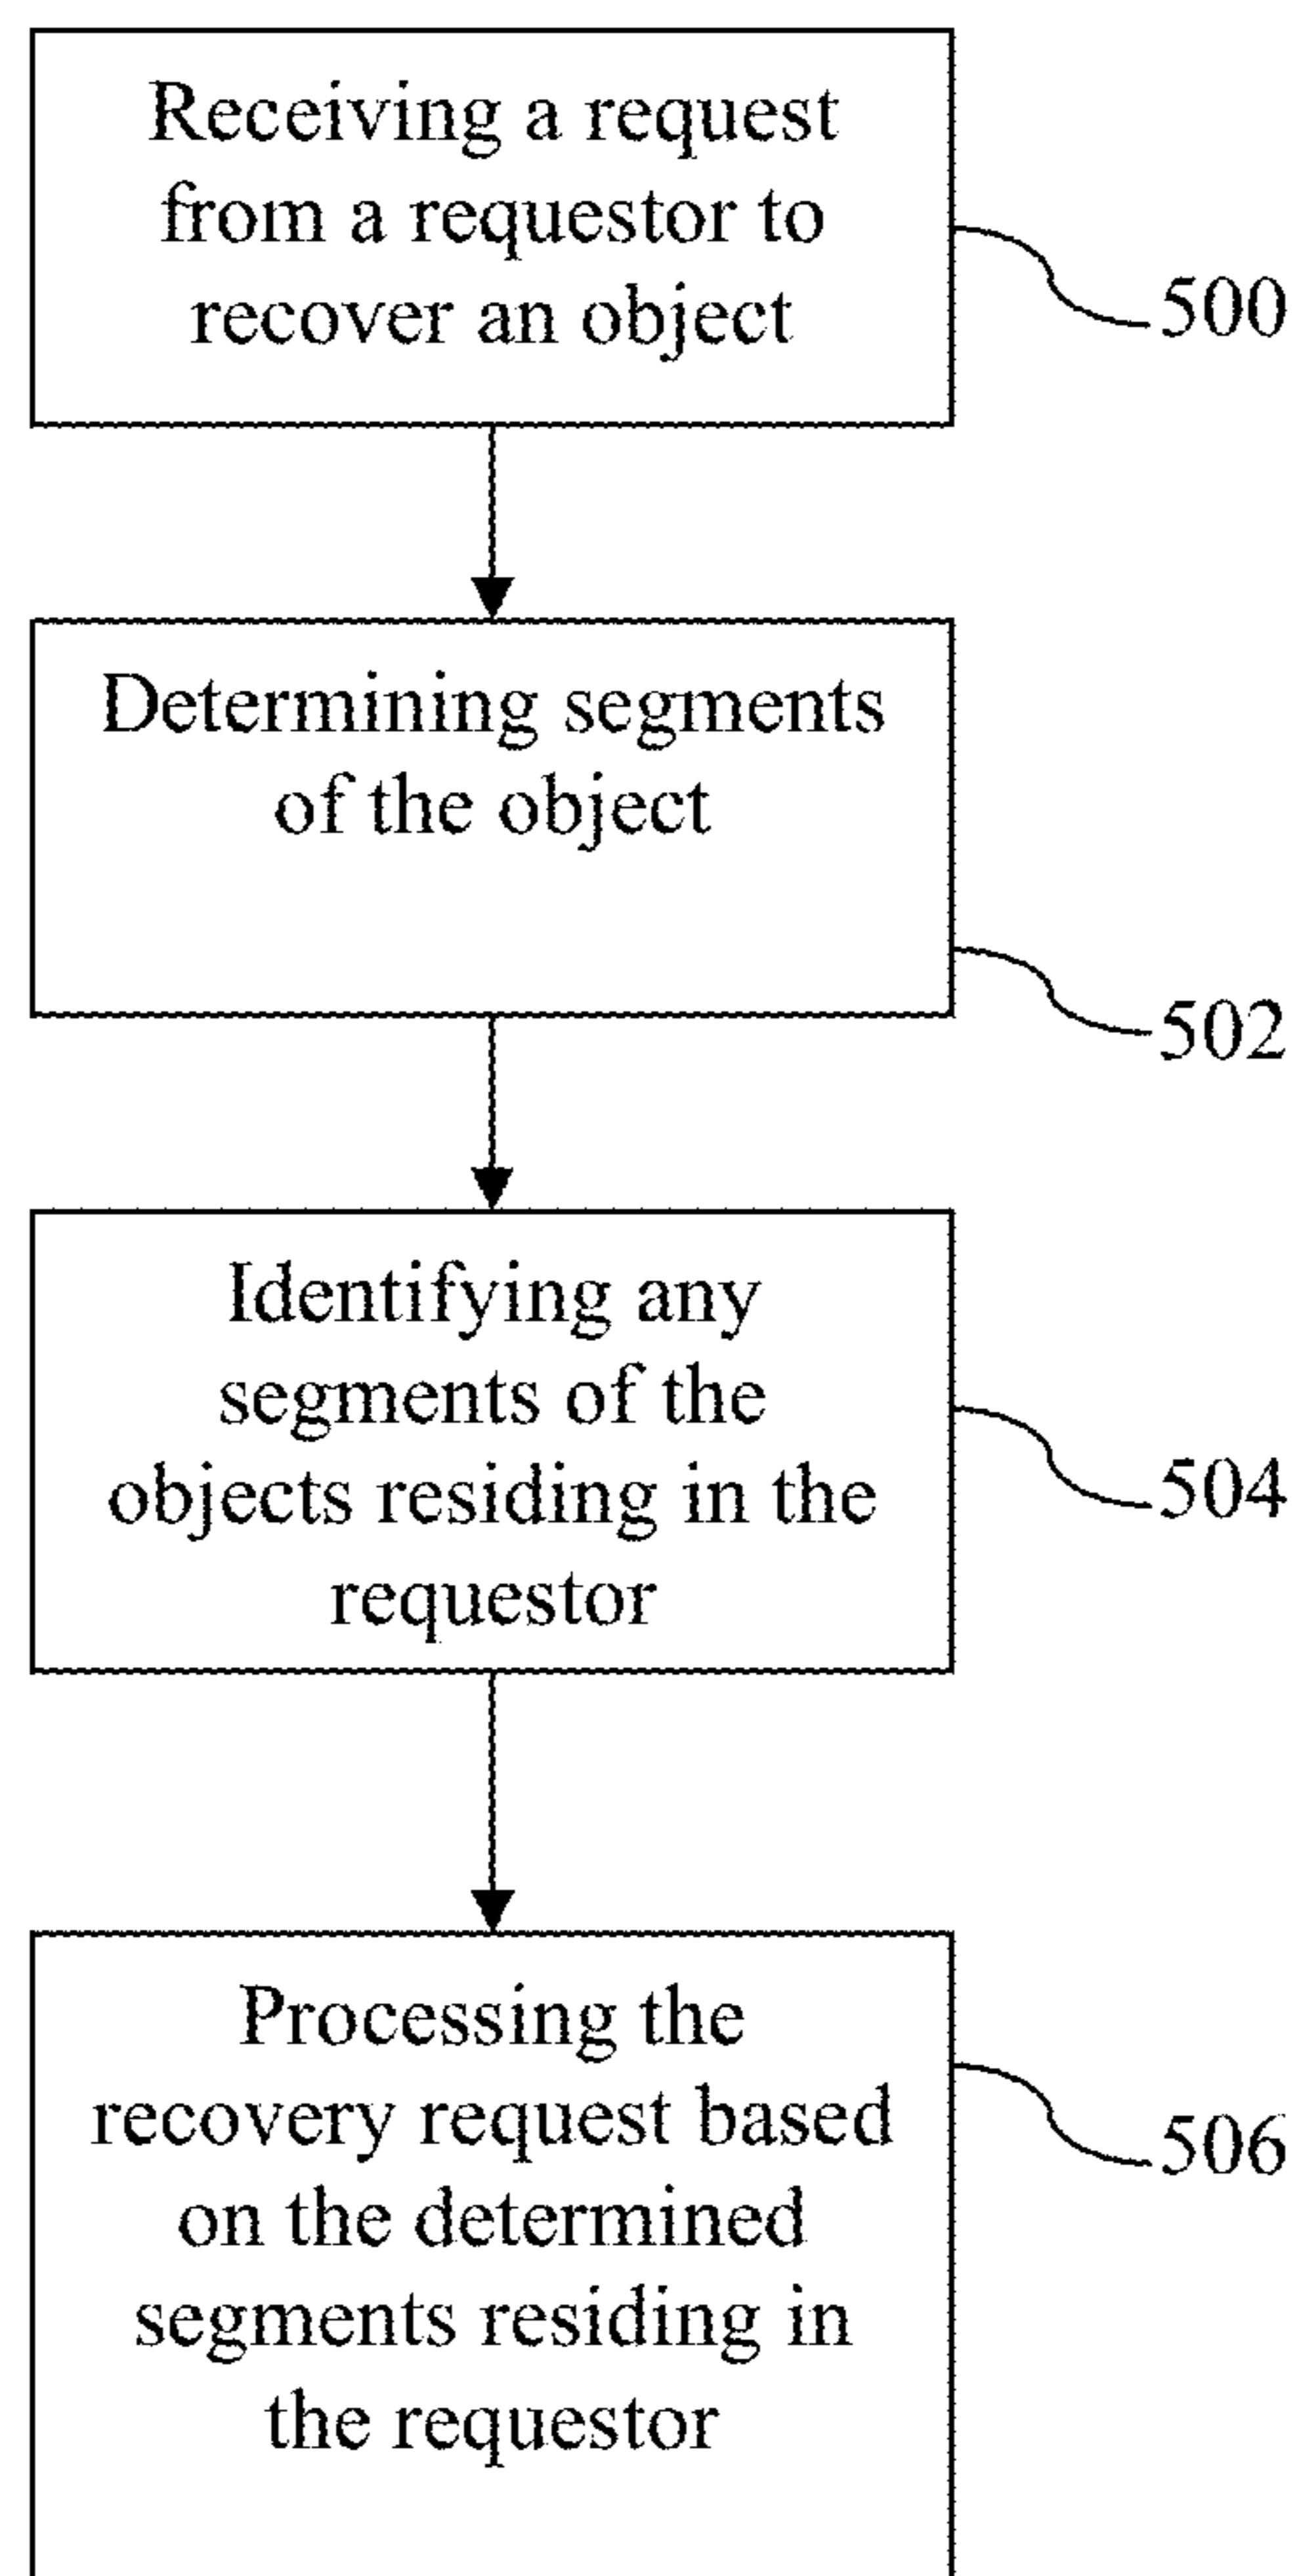 Receiving a request
from a requestor to
recover an object
500
Determining segments
of the object
502
Identifying any
segments of the
objects residing in the
requestor
504
Processing the
recovery request based
on the determined
segments residing in
the requestor
506